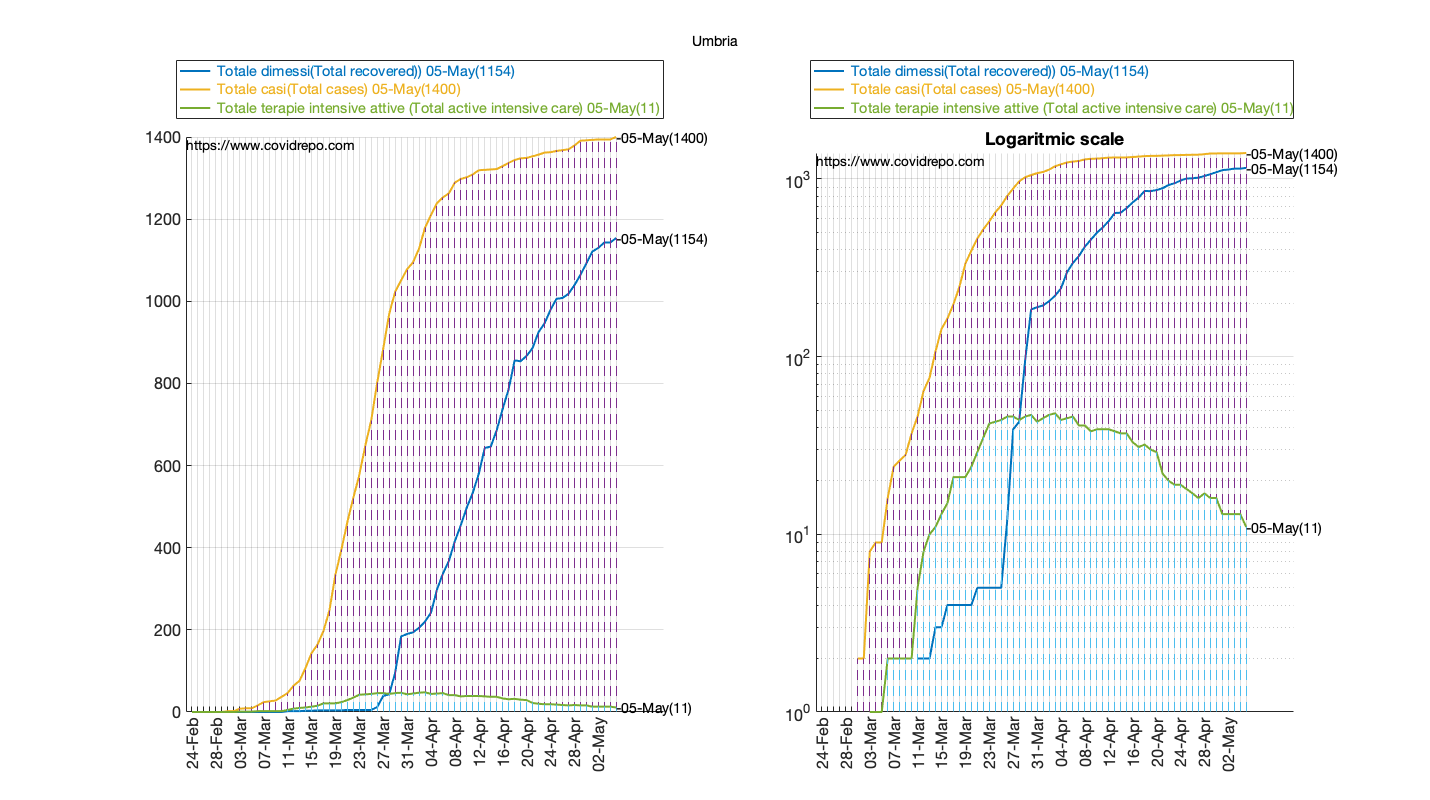 Umbria
Totale dimessi(Total recovered)) 05-May(1154)
Totale casi(Total cases) 05-May(1400)
Totale terapie intensive attive (Total active intensive care) 05-May(11)
https://www.covidrepo.com
1400
1200
1000
800
600
400
200
0
05-May(1400)
05-May(1154)
05-May(11)
24-Feb
28-Feb
03-Mar
07-Mar
11-Mar
15-Mar
19-Mar
23-Mar
27-Mar
31-Mar
04-Apr
08-Apr
12-Apr
16-Apr
20-Apr
24-Apr
28-Apr
02-May
Totale dimessi(Total recovered)) 05-May(1154)
Totale casi(Total cases) 05-May(1400)
Totale terapie intensive attive (Total active intensive care) 05-May(11)
Logaritmic scale
https://www.covidrepo.com
10³
10²
10¹
10⁰
05-May(1400)
05-May(1154)
05-May(11)
24-Feb
28-Feb
03-Mar
07-Mar
11-Mar
15-Mar
19-Mar
23-Mar
27-Mar
31-Mar
04-Apr
08-Apr
12-Apr
16-Apr
20-Apr
24-Apr
28-Apr
02-May